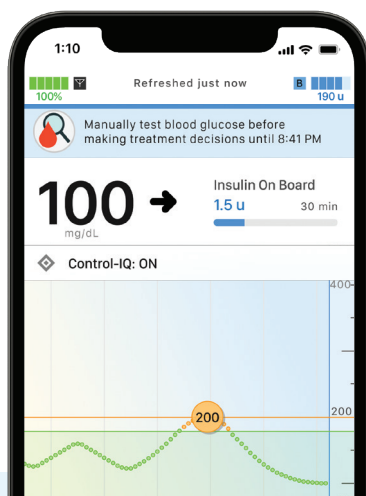 1:10
Refreshed just now
B
100%
190 u
Manually test blood glucose before
making treatment decisions until 8:41 PM
100
mg/dL
Insulin On Board
1.5 u 30 min
Control-IQ: ON
400
200
200